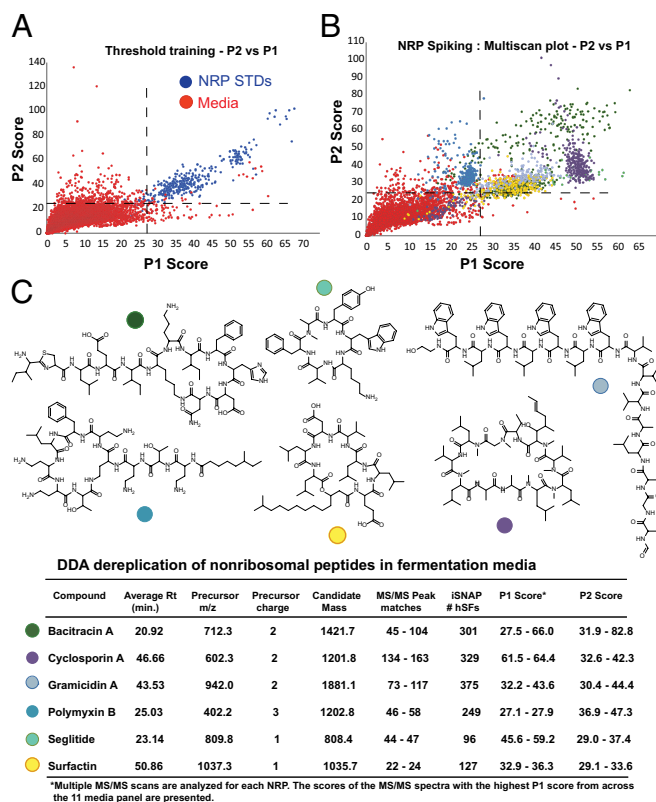 A
Threshold training - P2 vs P1
NRP STDs
Media
P2 Score
140
120
100
80
60
40
20
0
0 5 10 15 20 25 30 35 40 45 50 55 60 65 70
P1 Score
B
NRP Spiking : Multiscan plot - P2 vs P1
P2 Score
110
100
90
80
70
60
50
40
30
20
10
0
0 5 10 15 20 25 30 35 40 45 50 55 60 65
P1 Score
C
DDA dereplication of nonribosomal peptides in fermentation media
Compound Average Rt (min.) Precursor m/z Precursor charge Candidate Mass MS/MS Peak matches iSNAP # hSFs P1 Score* P2 Score
Bacitracin A 20.92 712.3 2 1421.7 45 - 104 301 27.5 - 66.0 31.9 - 82.8
Cyclosporin A 46.66 602.3 2 1201.8 134 - 163 329 61.5 - 64.4 32.6 - 42.3
Gramicidin A 43.53 942.0 2 1881.1 73 - 117 375 32.2 - 43.6 30.4 - 44.4
Polymyxin B 25.03 402.2 3 1202.8 46 - 58 249 27.1 - 27.9 36.9 - 47.3
Seglitide 23.14 809.8 1 808.4 44 - 47 96 45.6 - 59.2 29.0 - 37.4
Surfactin 50.86 1037.3 1 1035.7 22 - 24 127 32.9 - 36.3 29.1 - 33.6
*Multiple MS/MS scans are analyzed for each NRP. The scores of the MS/MS spectra with the highest P1 score from across
the 11 media panel are presented.